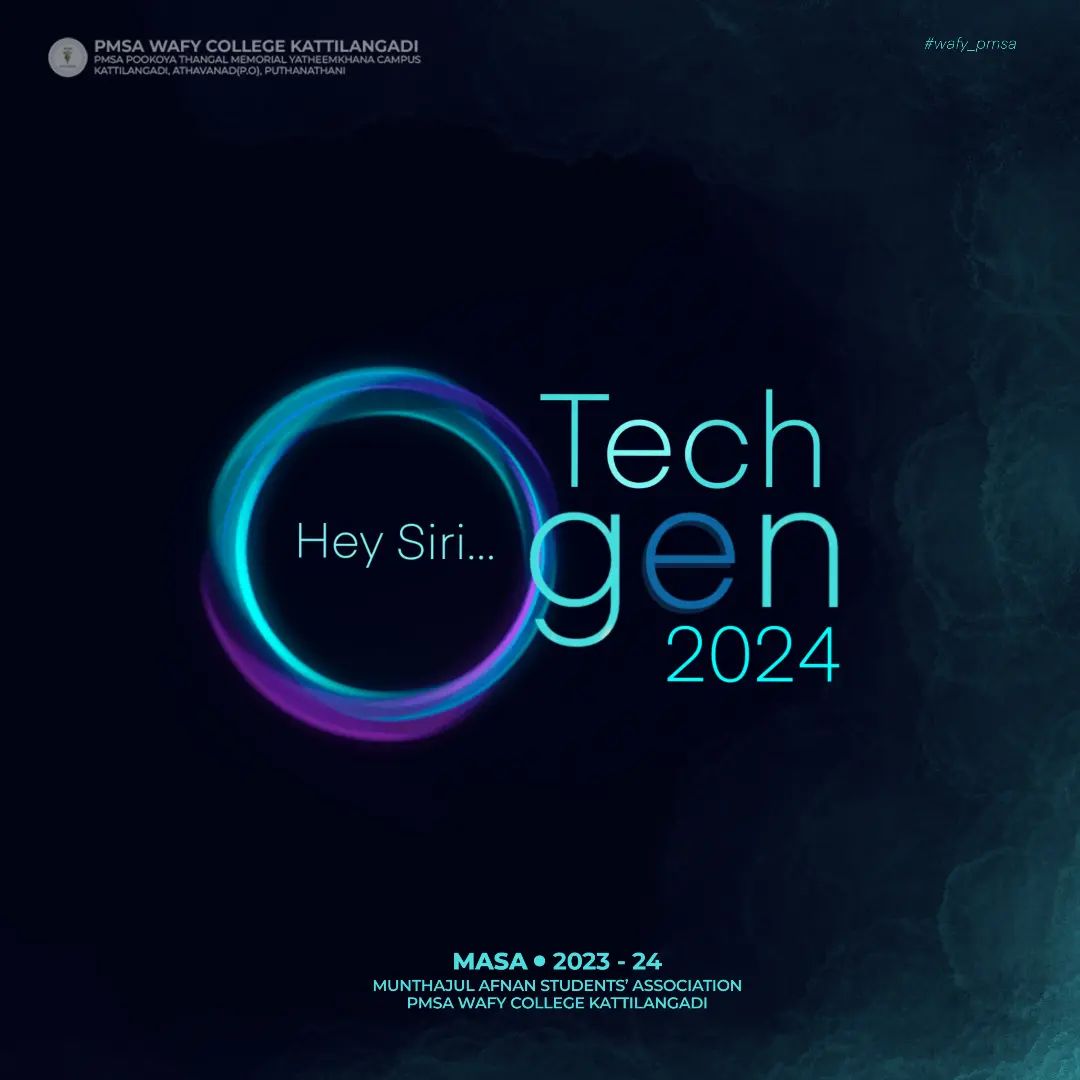 PMSA WAFY COLLEGE KATTILANGADI
PMSA POOKOYA THANGAL MEMORIAL YATHEEMKHANA CAMPUS
KATTILANGADI, ATHAVANAD(P.O), PUTHANATHANI
#wafy_pmsa
Hey Siri...
Tech
gen
2024
MASA • 2023 - 24
MUNTHAJUL AFNAN STUDENTS’ ASSOCIATION
PMSA WAFY COLLEGE KATTILANGADI